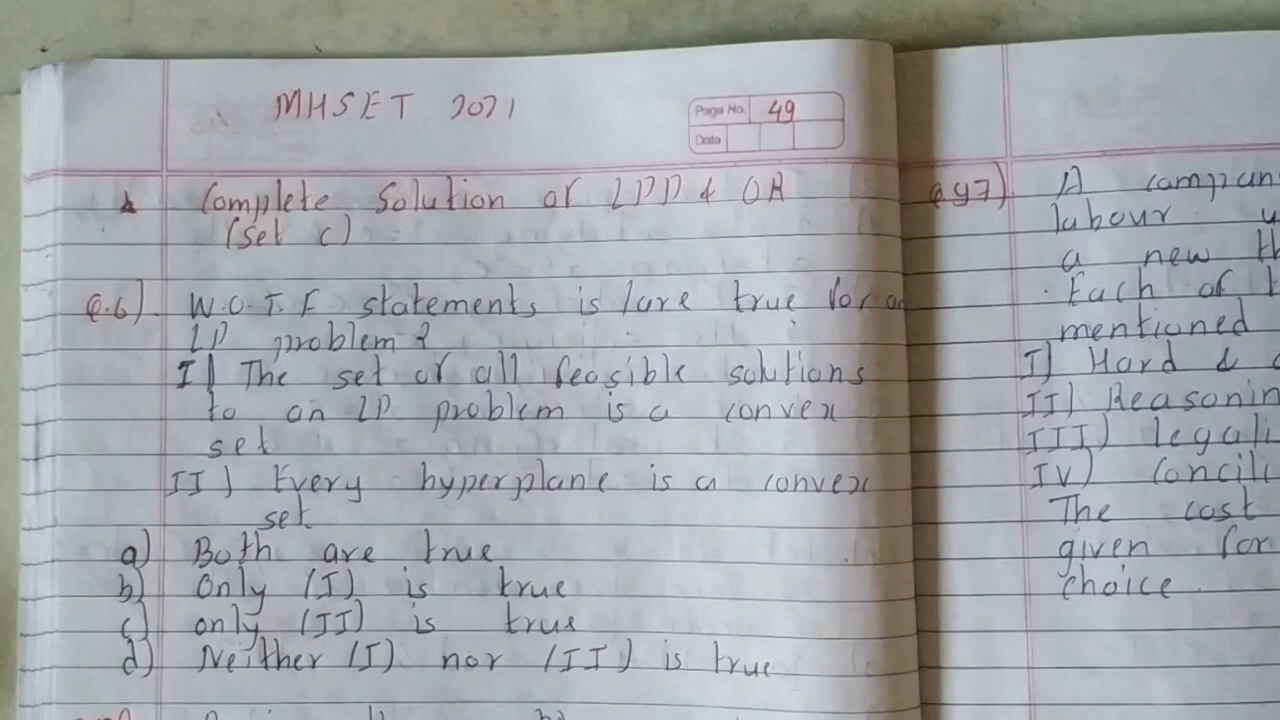 MHSET 2021
Page No. 49
Date
Complete Solution of LPP & OR
(Set C)
Q.6) W.O.T.F. statements is/are true for an
LP problem?
I) The set of all feasible solutions
to an LP problem is a convex
set
II) Every hyperplane is a convex
set
a) Both are true
b) Only (I) is true
c) only (II) is true
d) Neither (I) nor (II) is true
Q.47) A compan
labour
a new th
Each of
mentioned
I) Hard &
II) Reasonin
III) legali
IV) Concili
The cost
given for
choice